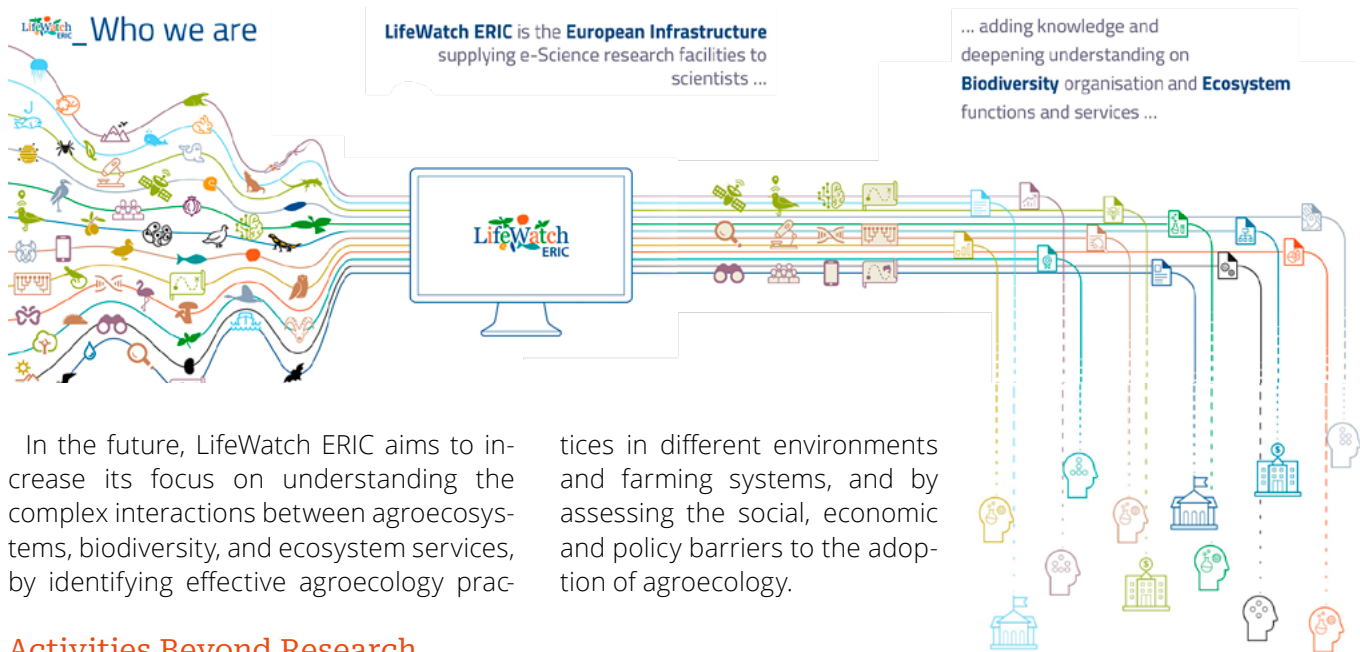 LifeWatch ERIC _Who we are
LifeWatch ERIC is the European Infrastructure
supplying e-Science research facilities to
scientists ...
... adding knowledge and
deepening understanding on
Biodiversity organisation and Ecosystem
functions and services ...
LifeWatch
ERIC
In the future, LifeWatch ERIC aims to in-
crease its focus on understanding the
complex interactions between agroecosys-
tems, biodiversity, and ecosystem services,
by identifying effective agroecology prac-
tices in different environments
and farming systems, and by
assessing the social, economic
and policy barriers to the adop-
tion of agroecology.
Activities Beyond Research